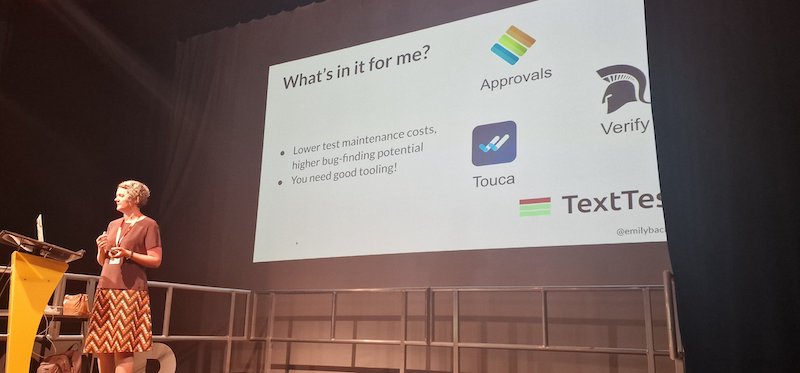 What's in it for me?
Approvals
Verify
● Lower test maintenance costs,
higher bug-finding potential
● You need good tooling!
Touca
TextTes
@emilybac